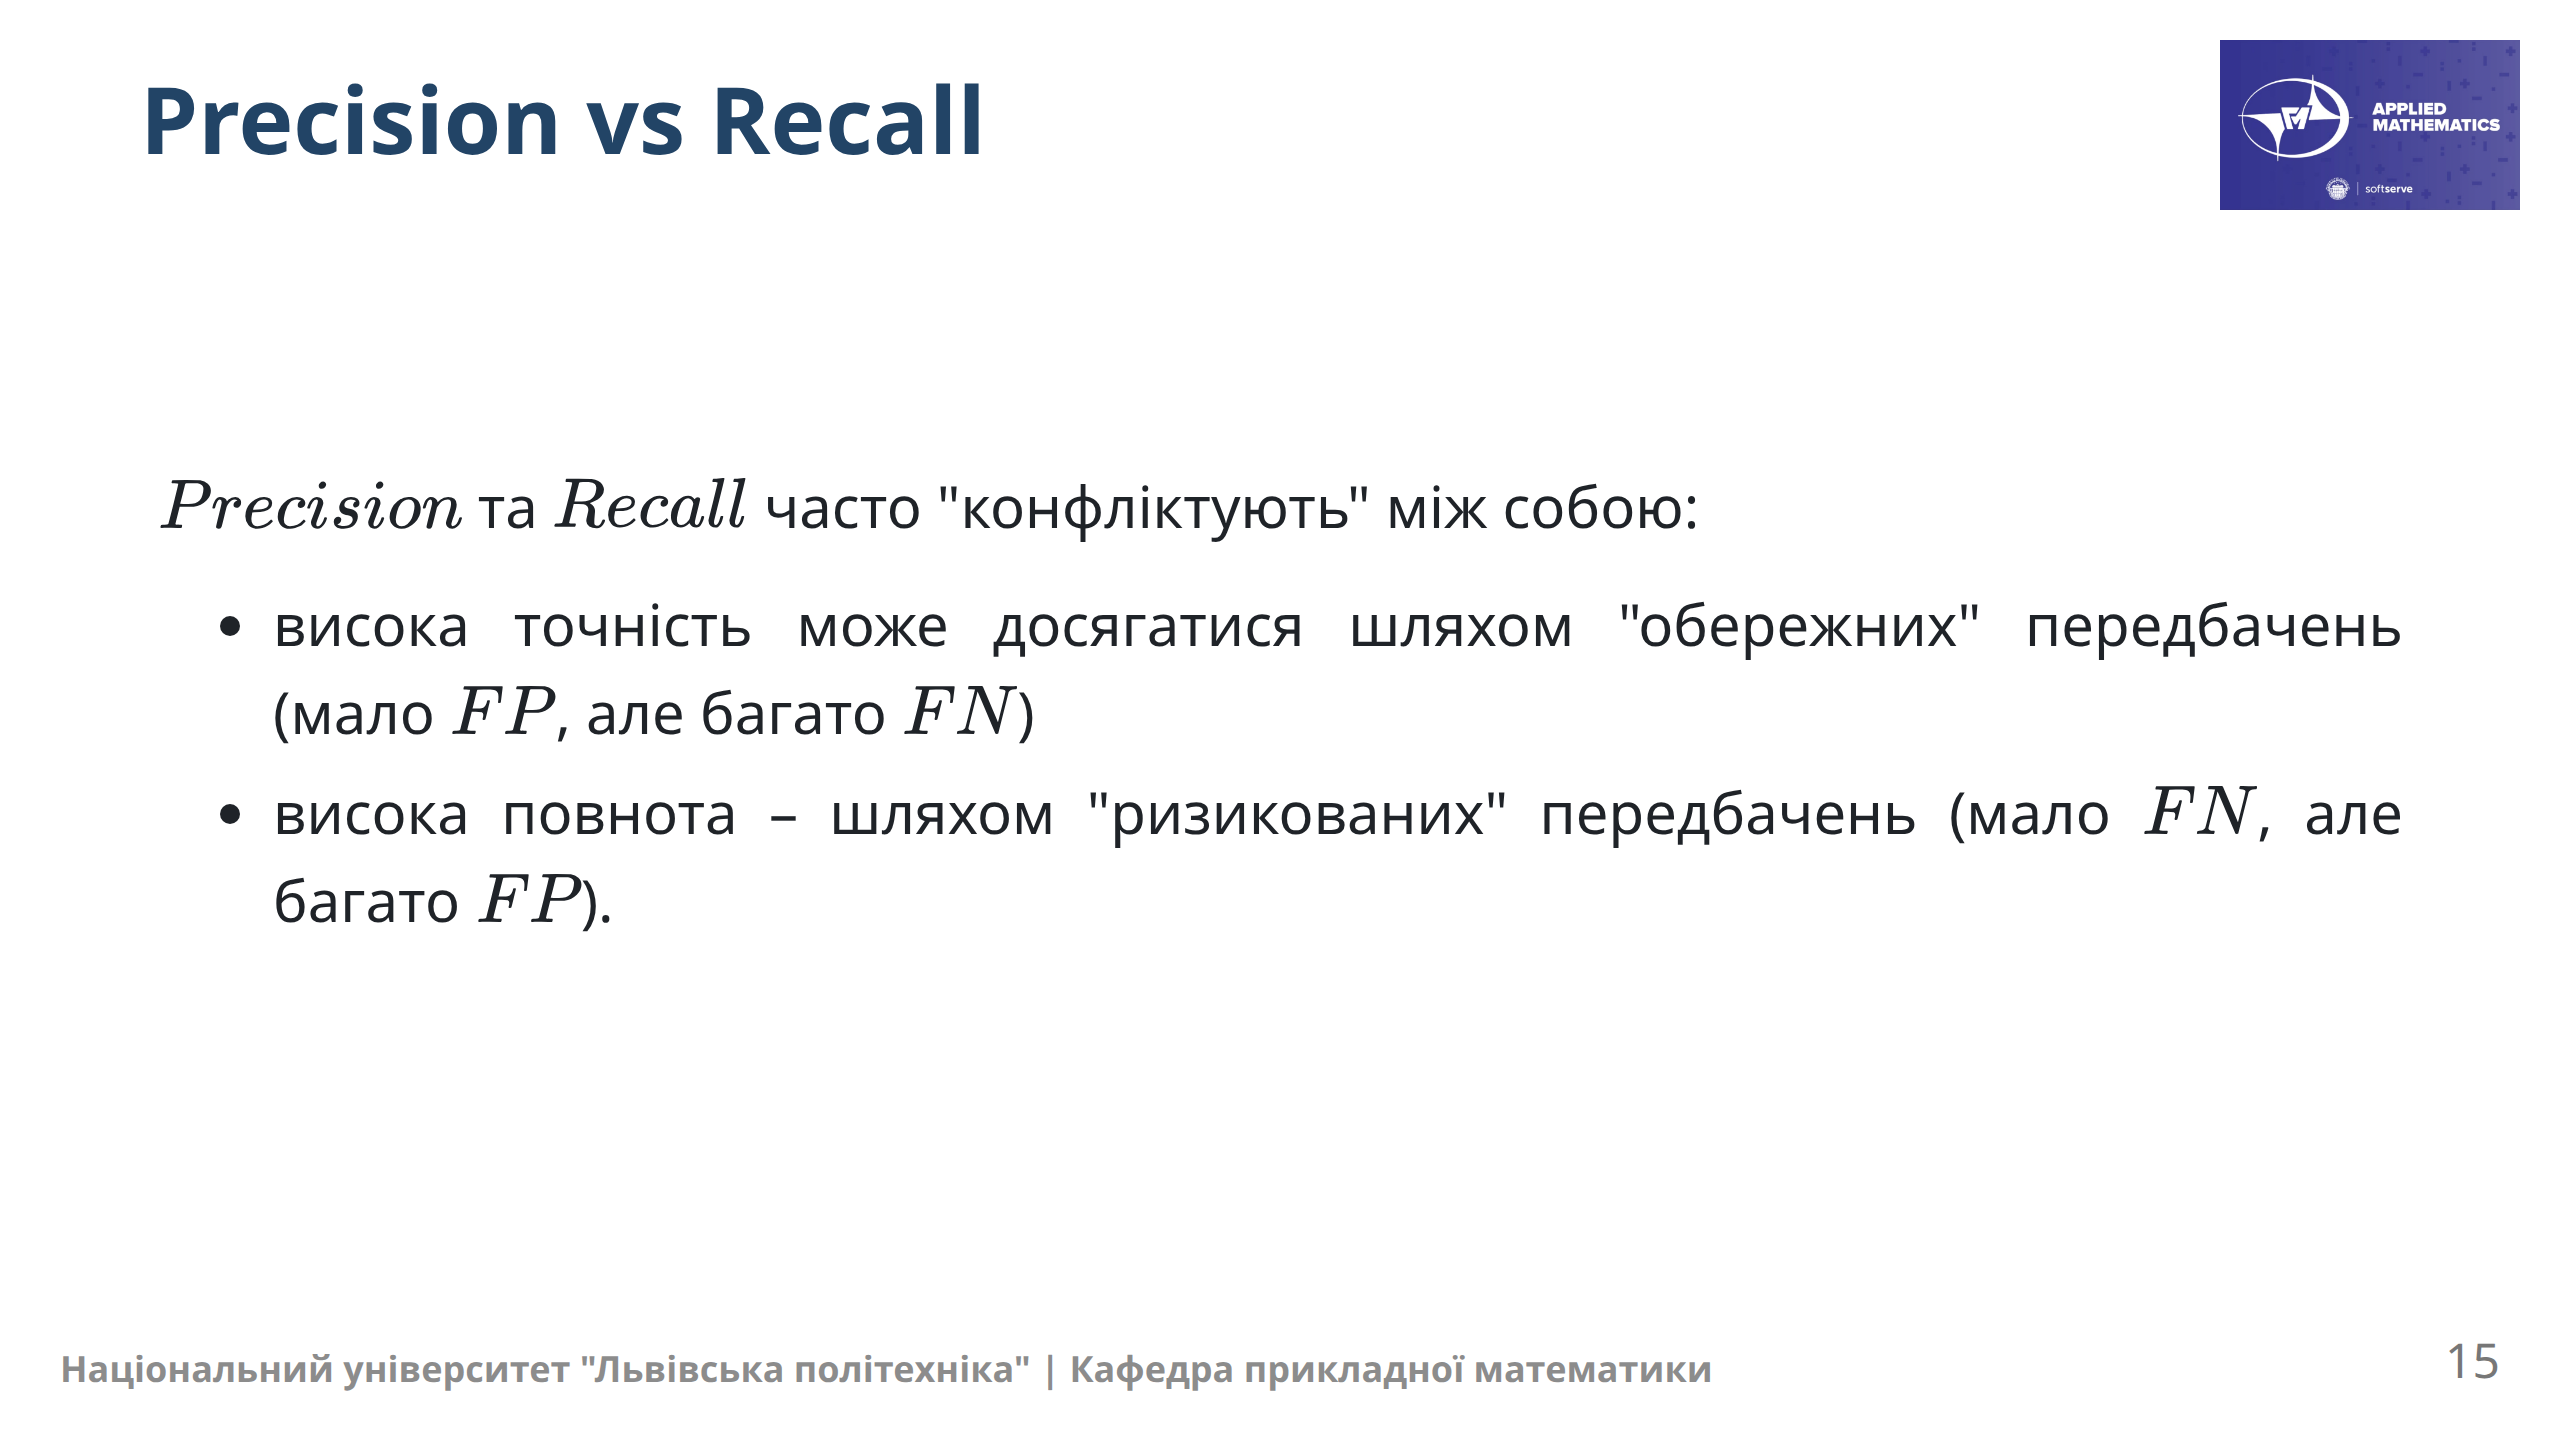 Precision vs Recall
APPLIED
MATHEMATICS
softserve
Precision та Recall часто "конфліктують" між собою:
• висока точність може досягатися шляхом "обережних" передбачень
(мало FP, але багато FN)
• висока повнота – шляхом "ризикованих" передбачень (мало FN, але
багато FP).
Національний університет "Львівська політехніка" | Кафедра прикладної математики
15